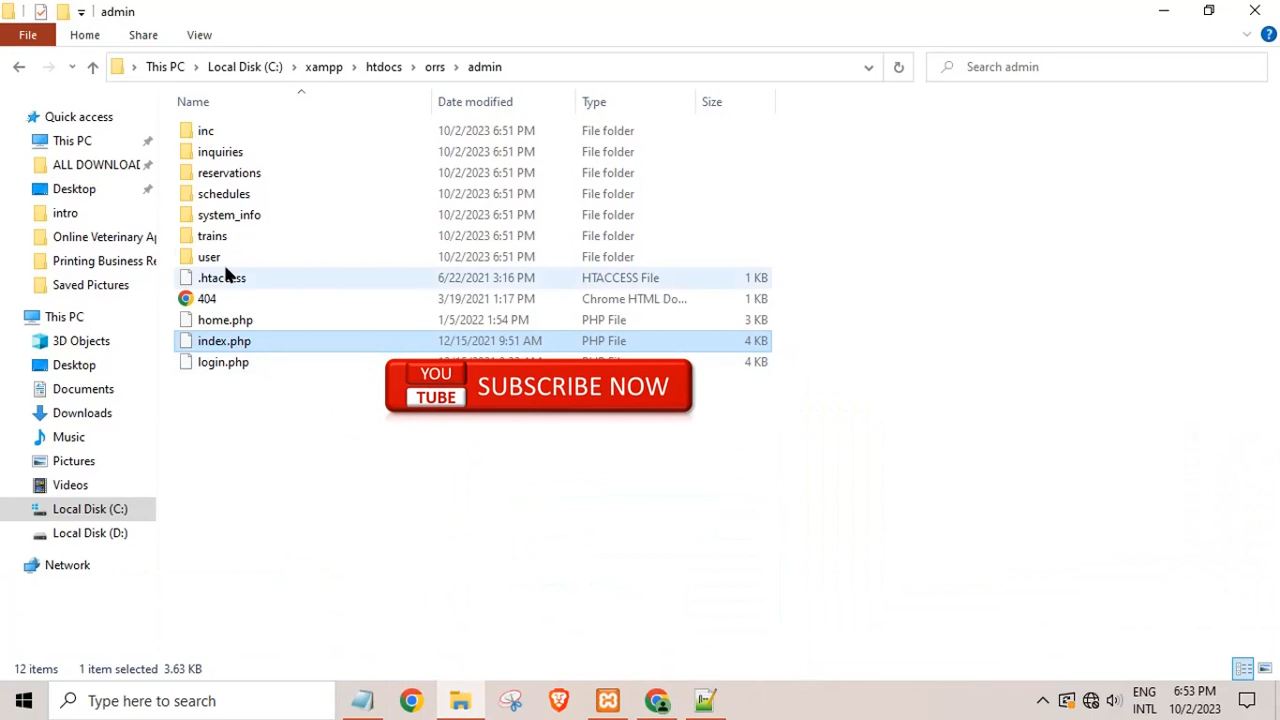 admin
File Home Share View
This PC > Local Disk (C:) > xampp > htdocs > orrs > admin
Search admin
Name Date modified Type Size
Quick access
This PC
ALL DOWNLOAD
Desktop
intro
Online Veterinary Ap
Printing Business Re
Saved Pictures
This PC
3D Objects
Desktop
Documents
Downloads
Music
Pictures
Videos
Local Disk (C:)
Local Disk (D:)
Network
inc 10/2/2023 6:51 PM File folder
inquiries 10/2/2023 6:51 PM File folder
reservations 10/2/2023 6:51 PM File folder
schedules 10/2/2023 6:51 PM File folder
system_info 10/2/2023 6:51 PM File folder
trains 10/2/2023 6:51 PM File folder
user 10/2/2023 6:51 PM File folder
.htaccess 6/22/2021 3:16 PM HTACCESS File 1 KB
404 3/19/2021 1:17 PM Chrome HTML Do... 1 KB
home.php 1/5/2022 1:54 PM PHP File 3 KB
index.php 12/15/2021 9:51 AM PHP File 4 KB
login.php 4 KB
YOU
TUBE
SUBSCRIBE NOW
12 items 1 item selected 3.63 KB
Type here to search
ENG
INTL
6:53 PM
10/2/2023